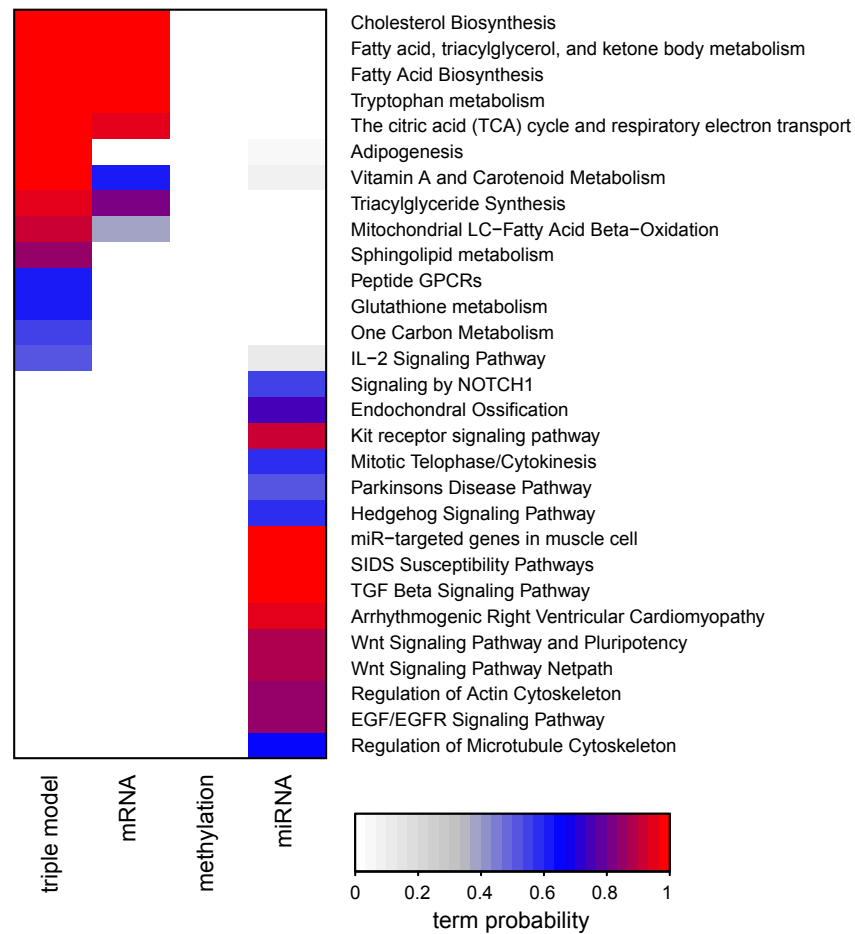 Cholesterol Biosynthesis
Fatty acid, triacylglycerol, and ketone body metabolism
Fatty Acid Biosynthesis
Tryptophan metabolism
The citric acid (TCA) cycle and respiratory electron transport
Adipogenesis
Vitamin A and Carotenoid Metabolism
Triacylglyceride Synthesis
Mitochondrial LC−Fatty Acid Beta−Oxidation
Sphingolipid metabolism
Peptide GPCRs
Glutathione metabolism
One Carbon Metabolism
IL−2 Signaling Pathway
Signaling by NOTCH1
Endochondral Ossification
Kit receptor signaling pathway
Mitotic Telophase/Cytokinesis
Parkinsons Disease Pathway
Hedgehog Signaling Pathway
miR−targeted genes in muscle cell
SIDS Susceptibility Pathways
TGF Beta Signaling Pathway
Arrhythmogenic Right Ventricular Cardiomyopathy
Wnt Signaling Pathway and Pluripotency
Wnt Signaling Pathway Netpath
Regulation of Actin Cytoskeleton
EGF/EGFR Signaling Pathway
Regulation of Microtubule Cytoskeleton
triple model
mRNA
methylation
miRNA
0 0.2 0.4 0.6 0.8 1
term probability